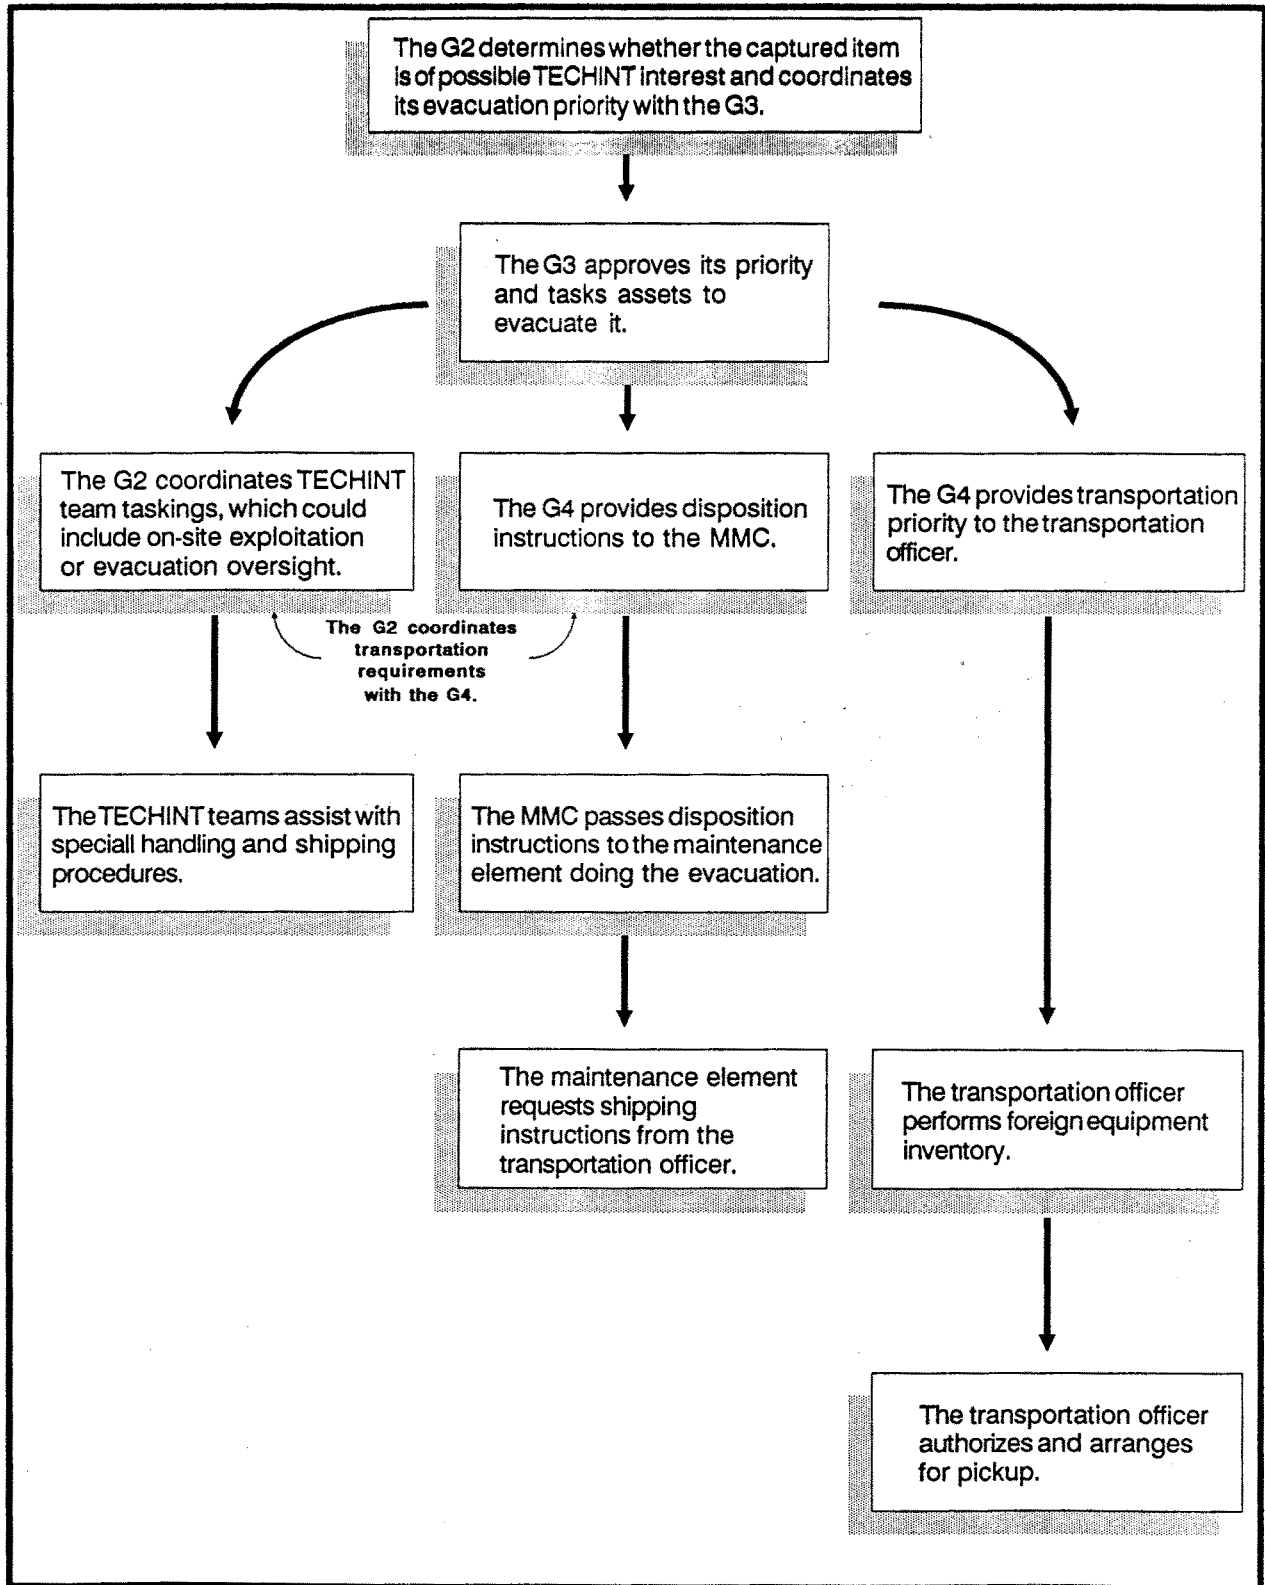 The G2 determines whether the captured item
is of possible TECHINT interest and coordinates
its evacuation priority with the G3.
The G3 approves its priority
and tasks assets to
evacuate it.
The G2 coordinates TECHINT
team taskings, which could
include on-site exploitation
or evacuation oversight.
The G4 provides disposition
instructions to the MMC.
The G4 provides transportation
priority to the transportation
officer.
The G2 coordinates
transportation
requirements
with the G4.
The TECHINT teams assist with
speciall handling and shipping
procedures.
The MMC passes disposition
instructions to the maintenance
element doing the evacuation.
The maintenance element
requests shipping
instructions from the
transportation officer.
The transportation officer
performs foreign equipment
inventory.
The transportation officer
authorizes and arranges
for pickup.